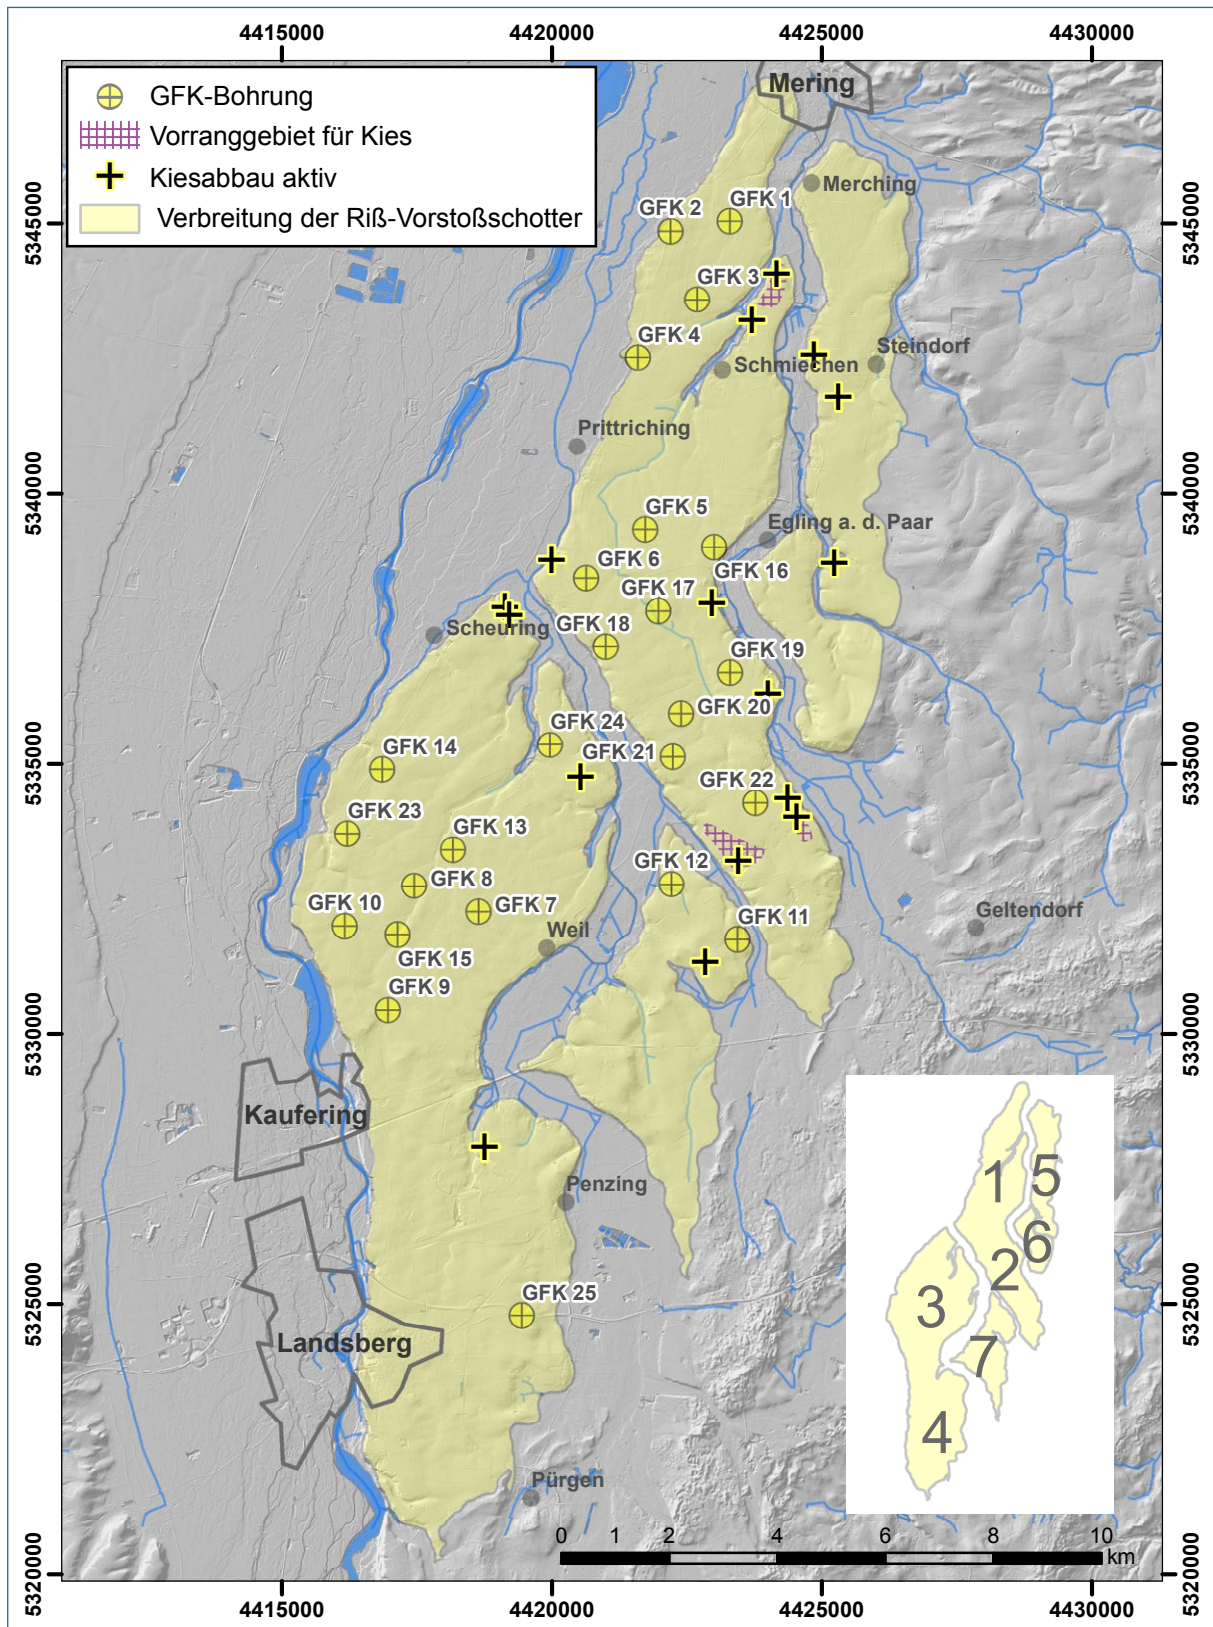 4415000 4420000 4425000 4430000
GFK-Bohrung
Vorranggebiet für Kies
Kiesabbau aktiv
Verbreitung der Riß-Vorstoßschotter
Mering
Merching
5345000
5345000
GFK 2
GFK 1
GFK 3
GFK 4
Steindorf
Schmiechen
Prittriching
5340000
5340000
GFK 5
Egling a. d. Paar
GFK 6
GFK 16
GFK 17
GFK 18
Scheuring
GFK 19
GFK 20
GFK 24
GFK 21
GFK 14
5335000
5335000
GFK 22
GFK 23
GFK 13
GFK 12
GFK 8
GFK 10
GFK 7
GFK 11
Geltendorf
Weil
GFK 15
GFK 9
5330000
5330000
Kaufering
Penzing
GFK 25
5325000
5325000
Landsberg
Pürgen
1
5
6
2
3
7
4
0 1 2 4 6 8 10
km
5320000
5320000
4415000 4420000 4425000 4430000